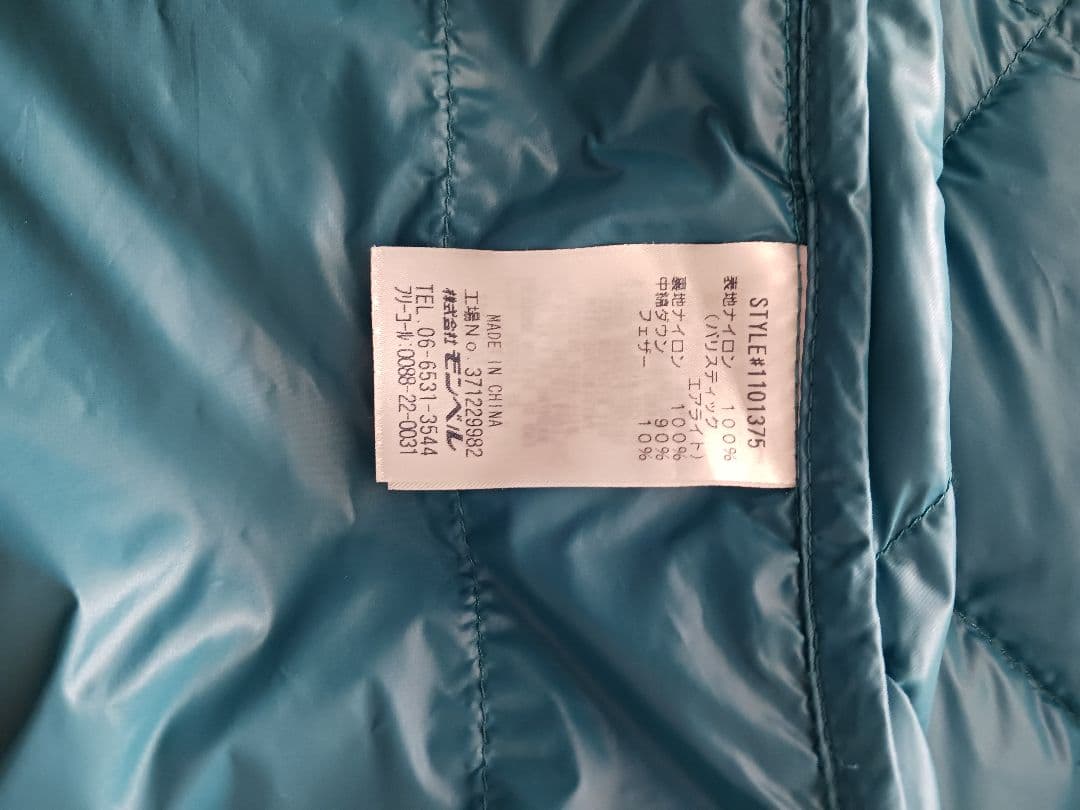 STYLE#1101375
表地ナイロン 100%
(バリスティック
エアライト)
裏地ナイロン 100%
中綿ダウン 90%
フェザー 10%
MADE IN CHINA
工場No.371229982
株式会社モンベル
TEL.06-6531-3544
フリーコール:0088-22-0031